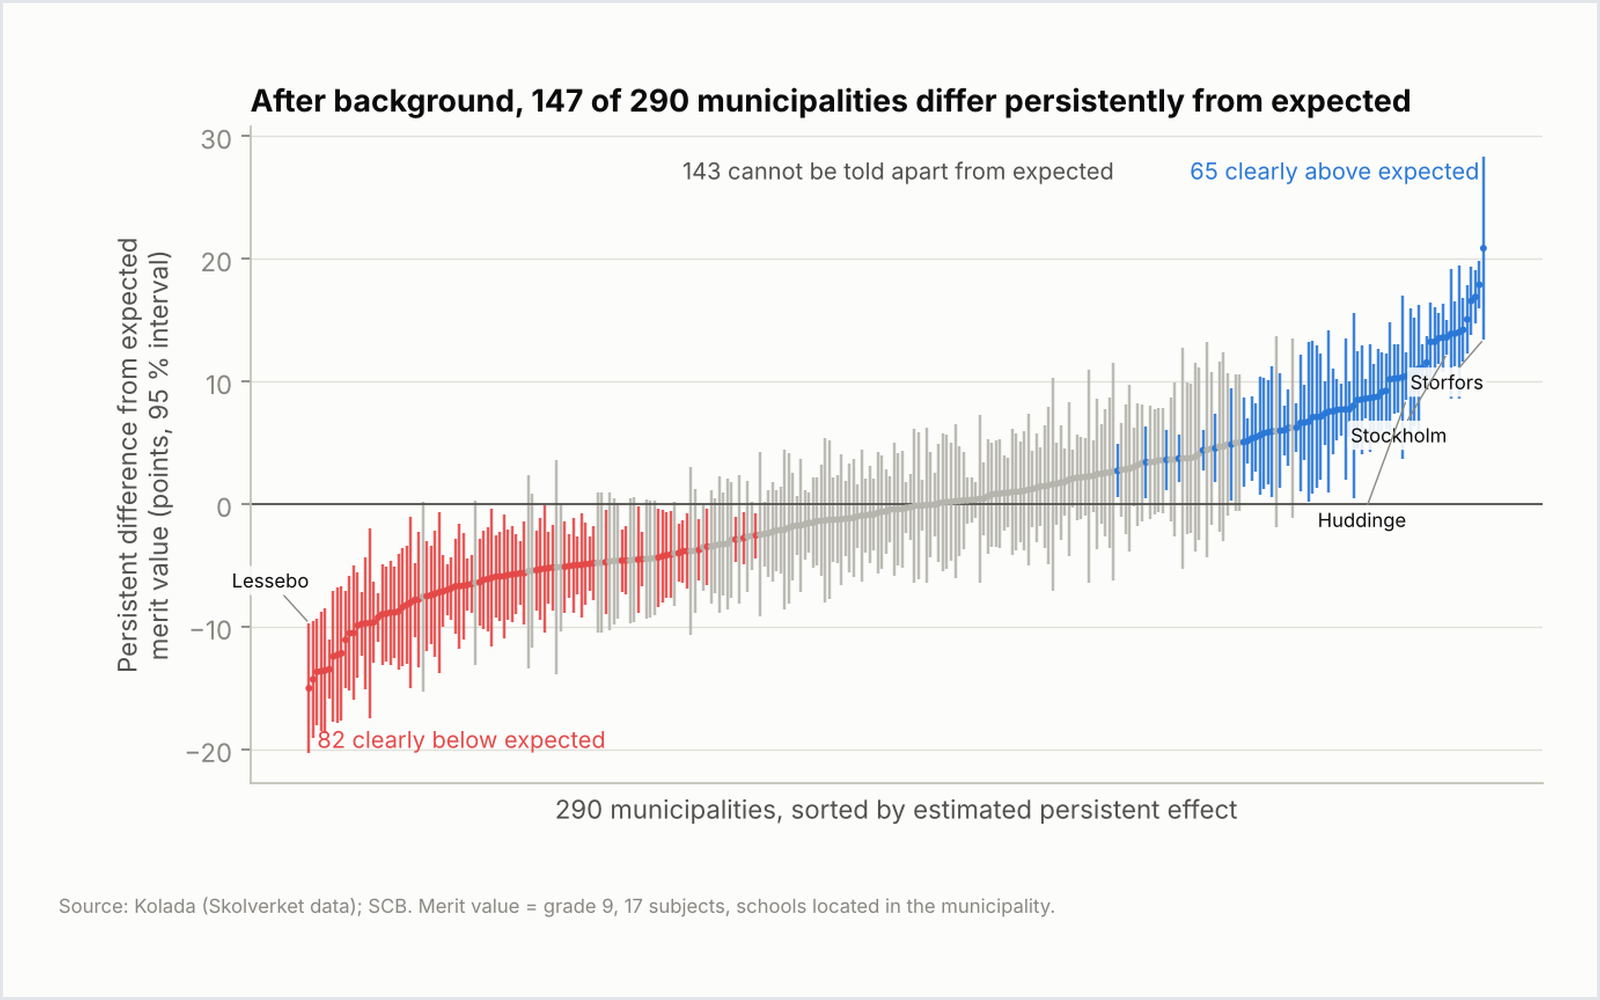 After background, 147 of 290 municipalities differ persistently from expected
30
20
10
0
−10
−20
Persistent difference from expected
merit value (points, 95 % interval)
143 cannot be told apart from expected
65 clearly above expected
Storfors
Stockholm
Huddinge
Lessebo
82 clearly below expected
290 municipalities, sorted by estimated persistent effect
Source: Kolada (Skolverket data); SCB. Merit value = grade 9, 17 subjects, schools located in the municipality.